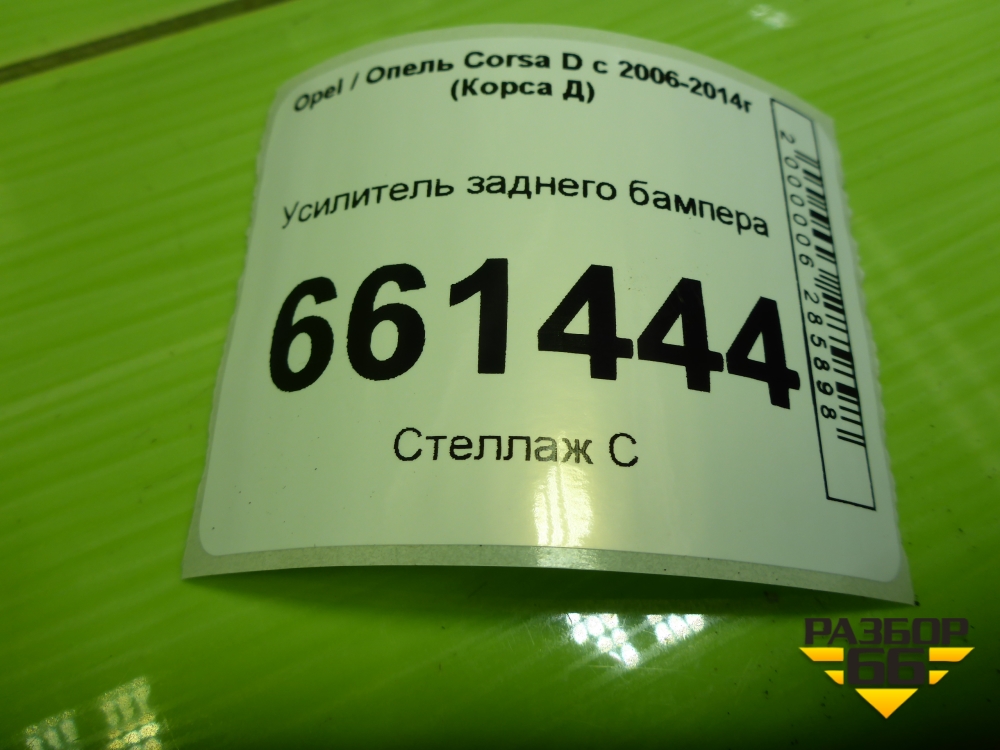 Opel / Опель Corsa D с 2006-2014г
(Корса Д)
Усилитель заднего бампера
661444
Стеллаж С
2000006285898
РАЗБОР
66